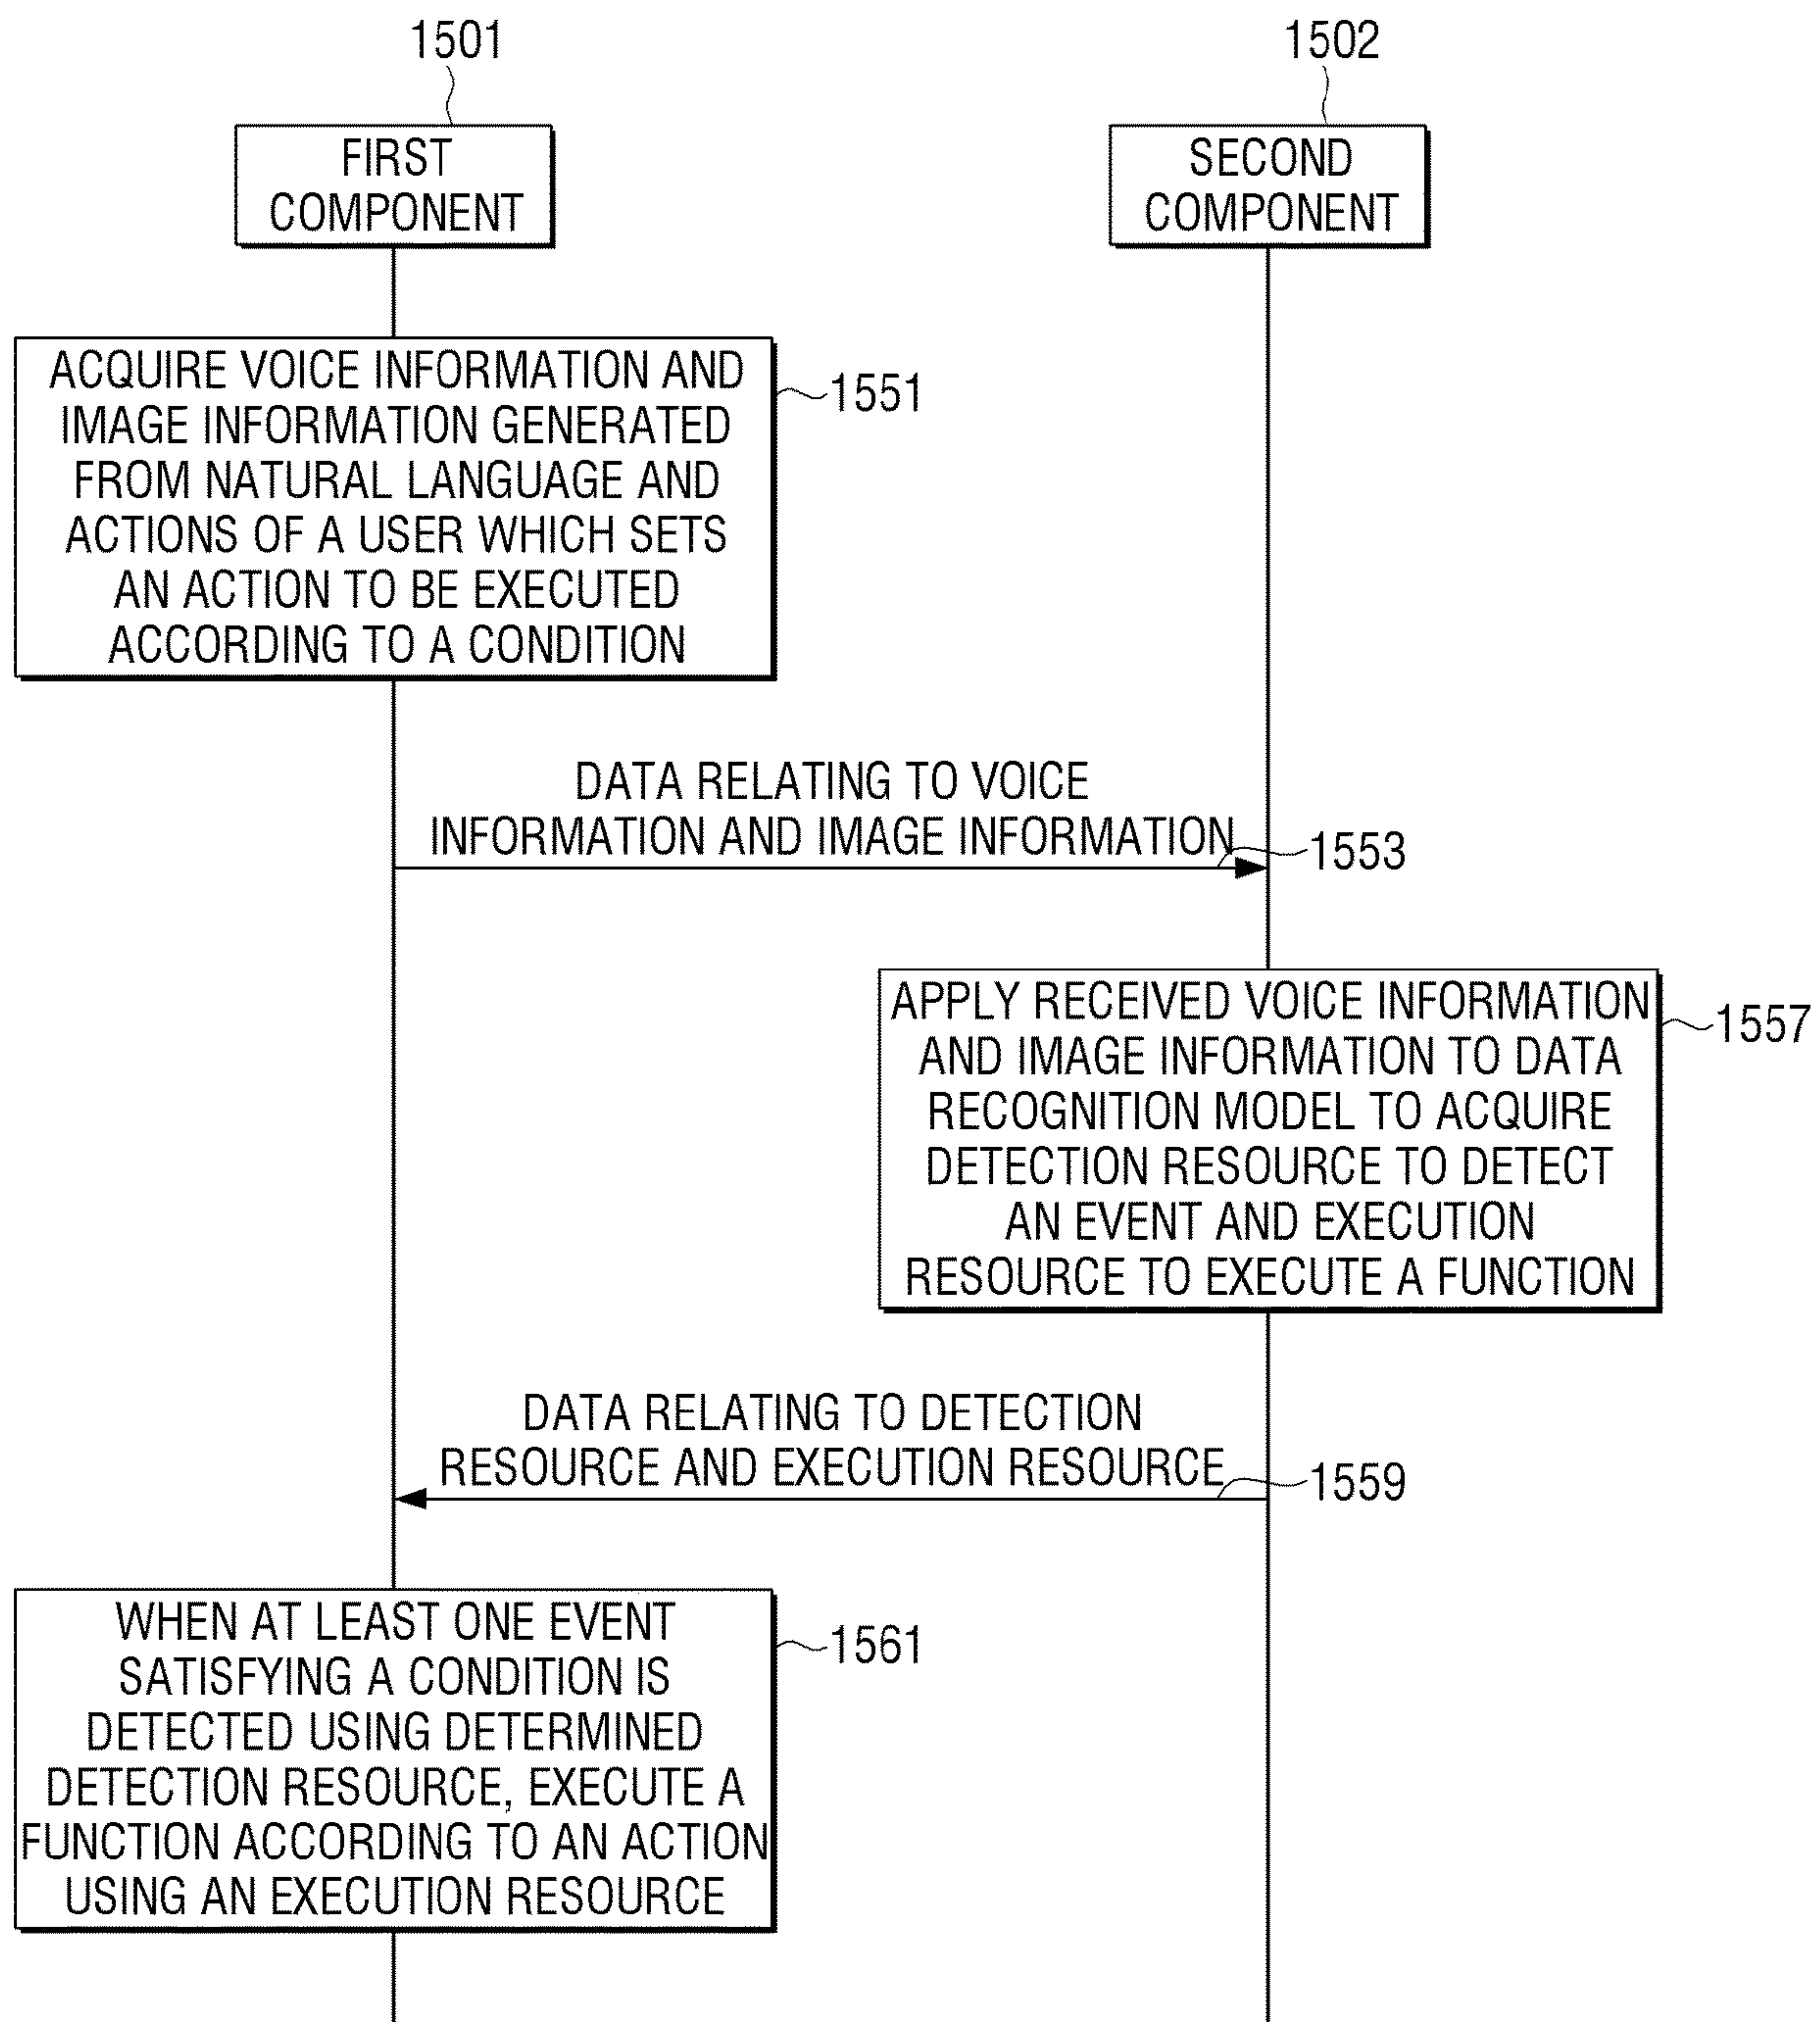 1501
1502
FIRST
COMPONENT
SECOND
COMPONENT
ACQUIRE VOICE INFORMATION AND
IMAGE INFORMATION GENERATED
FROM NATURAL LANGUAGE AND
ACTIONS OF A USER WHICH SETS
AN ACTION TO BE EXECUTED
ACCORDING TO A CONDITION
1551
DATA RELATING TO VOICE
INFORMATION AND IMAGE INFORMATION
1553
APPLY RECEIVED VOICE INFORMATION
AND IMAGE INFORMATION TO DATA
RECOGNITION MODEL TO ACQUIRE
DETECTION RESOURCE TO DETECT
AN EVENT AND EXECUTION
RESOURCE TO EXECUTE A FUNCTION
1557
DATA RELATING TO DETECTION
RESOURCE AND EXECUTION RESOURCE
1559
WHEN AT LEAST ONE EVENT
SATISFYING A CONDITION IS
DETECTED USING DETERMINED
DETECTION RESOURCE, EXECUTE A
FUNCTION ACCORDING TO AN ACTION
USING AN EXECUTION RESOURCE
1561